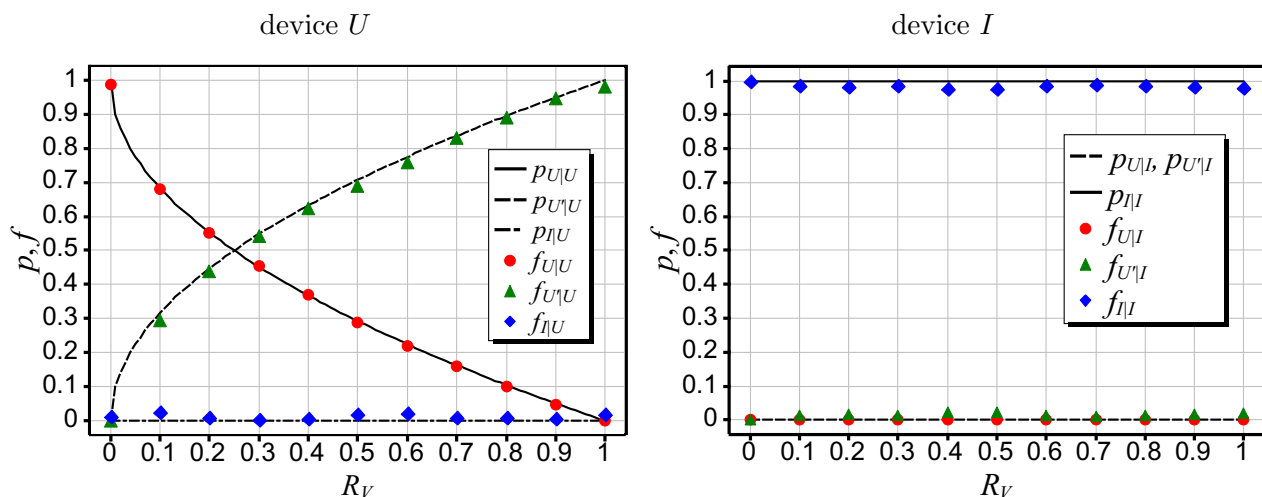 device U
p, f
1
0.9
0.8
0.7
0.6
0.5
0.4
0.3
0.2
0.1
0
0 0.1 0.2 0.3 0.4 0.5 0.6 0.7 0.8 0.9 1
R_V
p_{U|U}
p_{U'|U}
p_{I|U}
f_{U|U}
f_{U'|U}
f_{I|U}
device I
p, f
1
0.9
0.8
0.7
0.6
0.5
0.4
0.3
0.2
0.1
0
0 0.1 0.2 0.3 0.4 0.5 0.6 0.7 0.8 0.9 1
R_V
p_{U|I}, p_{U'|I}
p_{I|I}
f_{U|I}
f_{U'|I}
f_{I|I}